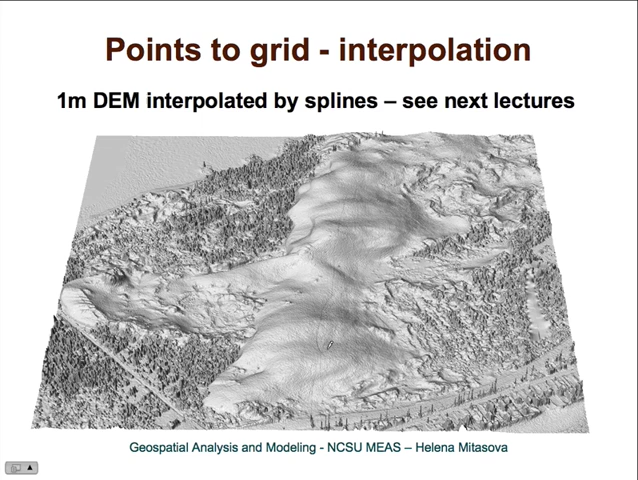 Points to grid - interpolation
1m DEM interpolated by splines – see next lectures
Geospatial Analysis and Modeling - NCSU MEAS – Helena Mitasova